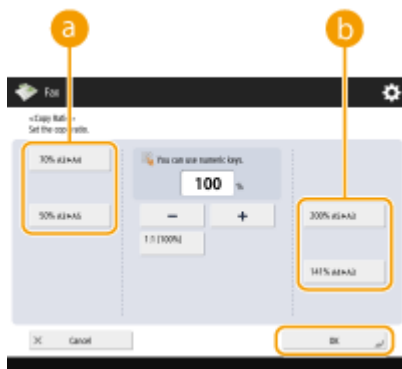 a
b
Fax
<Copy Ratio>
Set the copy ratio.
70% A3▶A4
You can use numeric keys.
100 %
50% A3▶A5
-
+
200% A5▶A3
1:1 (100%)
141% A4▶A3
× Cancel
OK